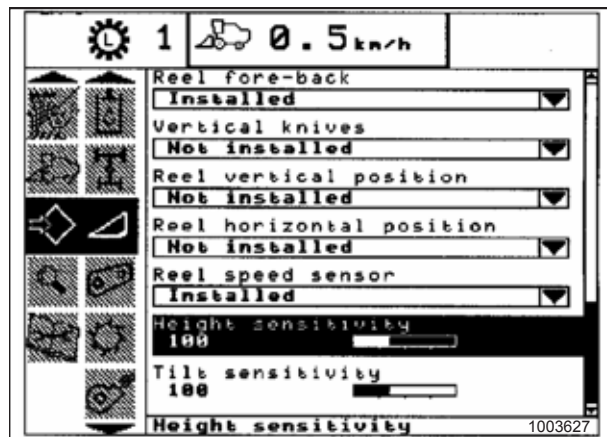 L 1 0.5km/h
Reel fore-back
Installed
Vertical knives
Not installed
Reel vertical position
Not installed
Reel horizontal position
Not installed
Reel speed sensor
Installed
Height sensitivity
100
Tilt sensitivity
100
Height sensitivity
1003627